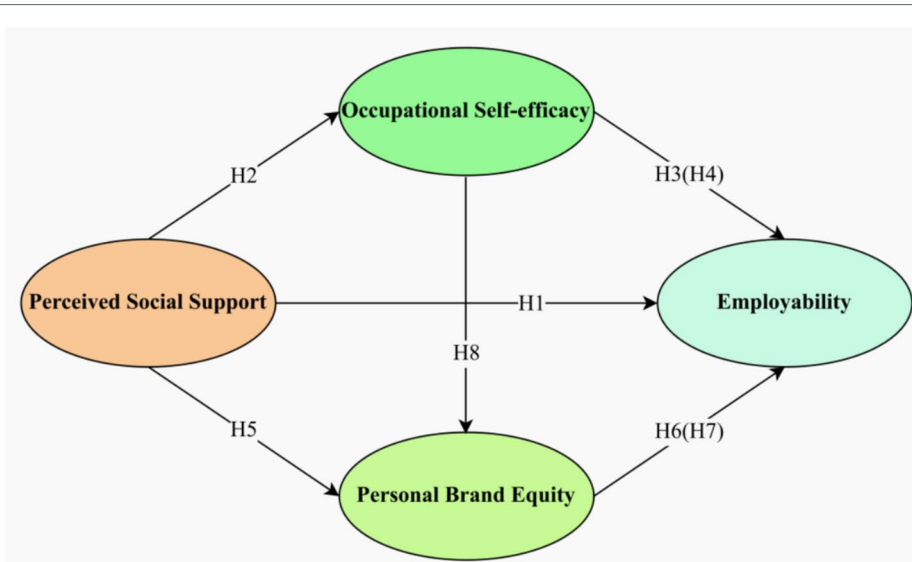 Occupational Self-efficacy
H2
H3(H4)
Perceived Social Support
H1
Employability
H8
H5
H6(H7)
Personal Brand Equity